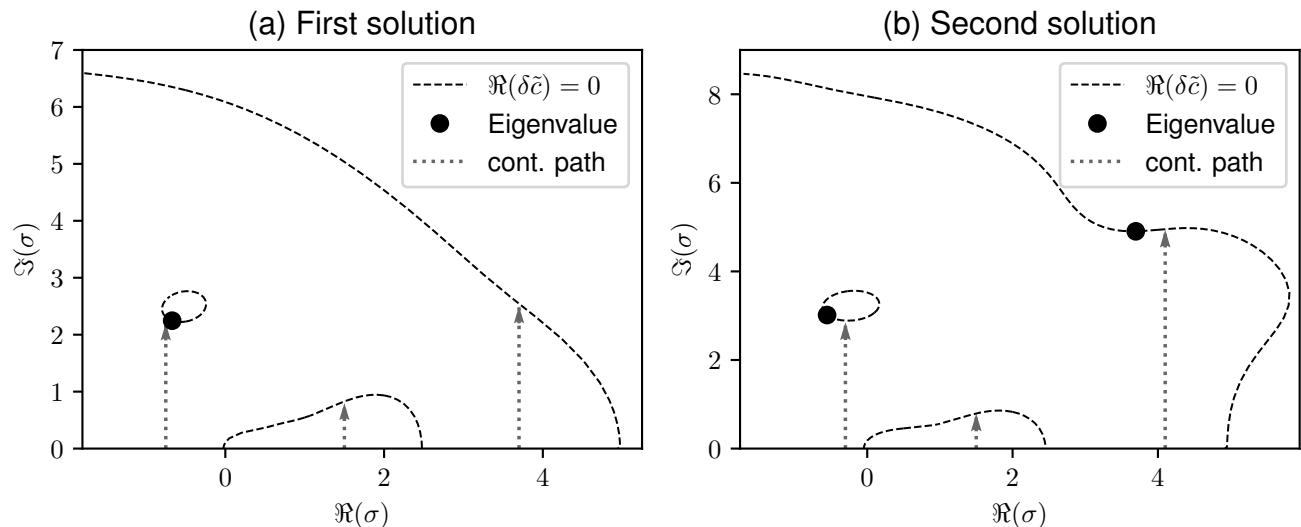 (a) First solution
7
6
5
4
3
2
1
0
ℑ(σ)
0
2
4
ℜ(σ)
ℜ(δc̃) = 0
Eigenvalue
cont. path
(b) Second solution
8
6
4
2
0
ℑ(σ)
0
2
4
ℜ(σ)
ℜ(δc̃) = 0
Eigenvalue
cont. path